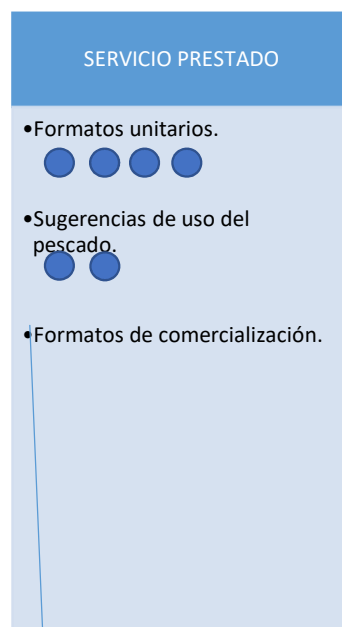 SERVICIO PRESTADO
•Formatos unitarios.
•Sugerencias de uso del
pescado.
•Formatos de comercialización.